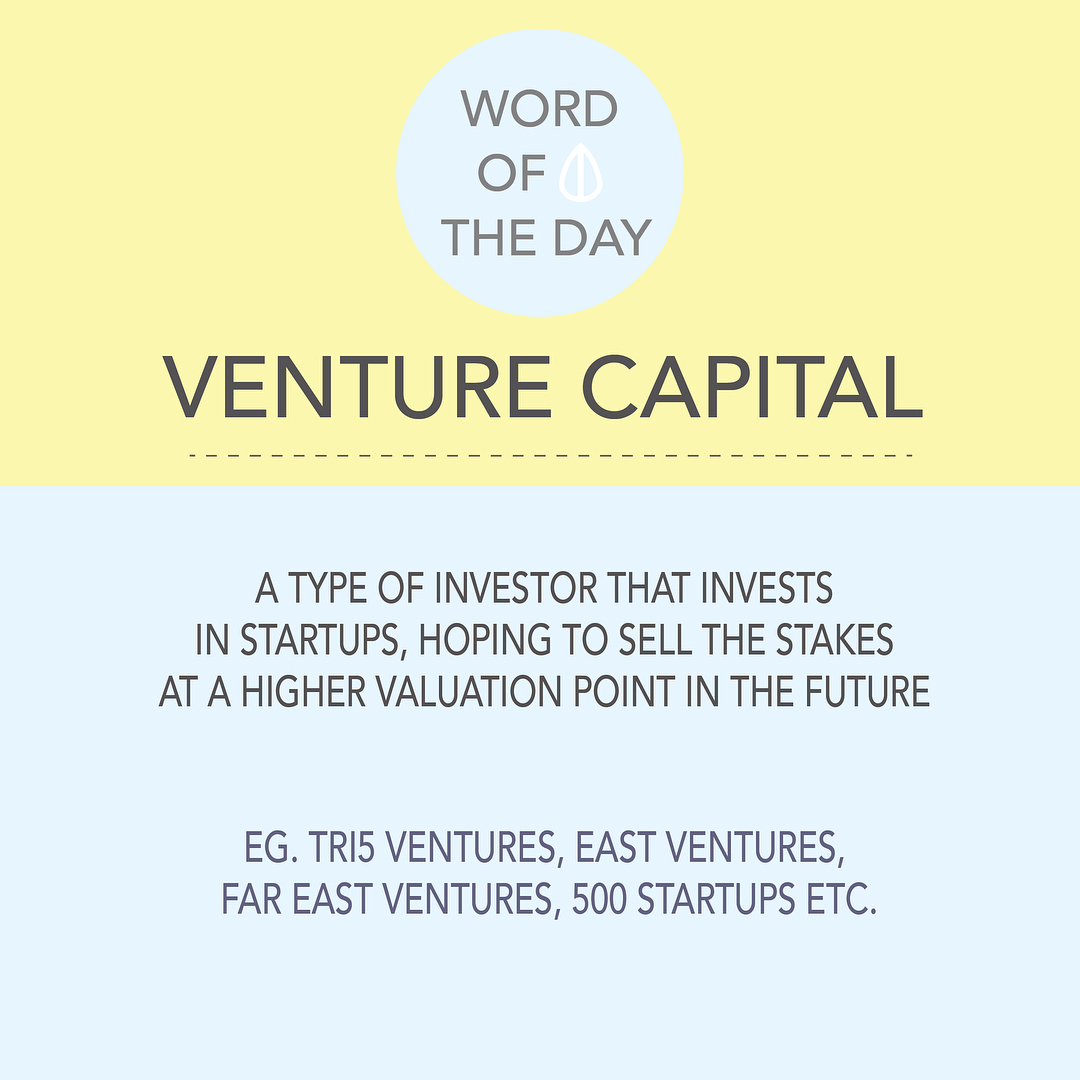 WORD
OF
THE DAY
VENTURE CAPITAL
A TYPE OF INVESTOR THAT INVESTS
IN STARTUPS, HOPING TO SELL THE STAKES
AT A HIGHER VALUATION POINT IN THE FUTURE
EG. TRI5 VENTURES, EAST VENTURES,
FAR EAST VENTURES, 500 STARTUPS ETC.